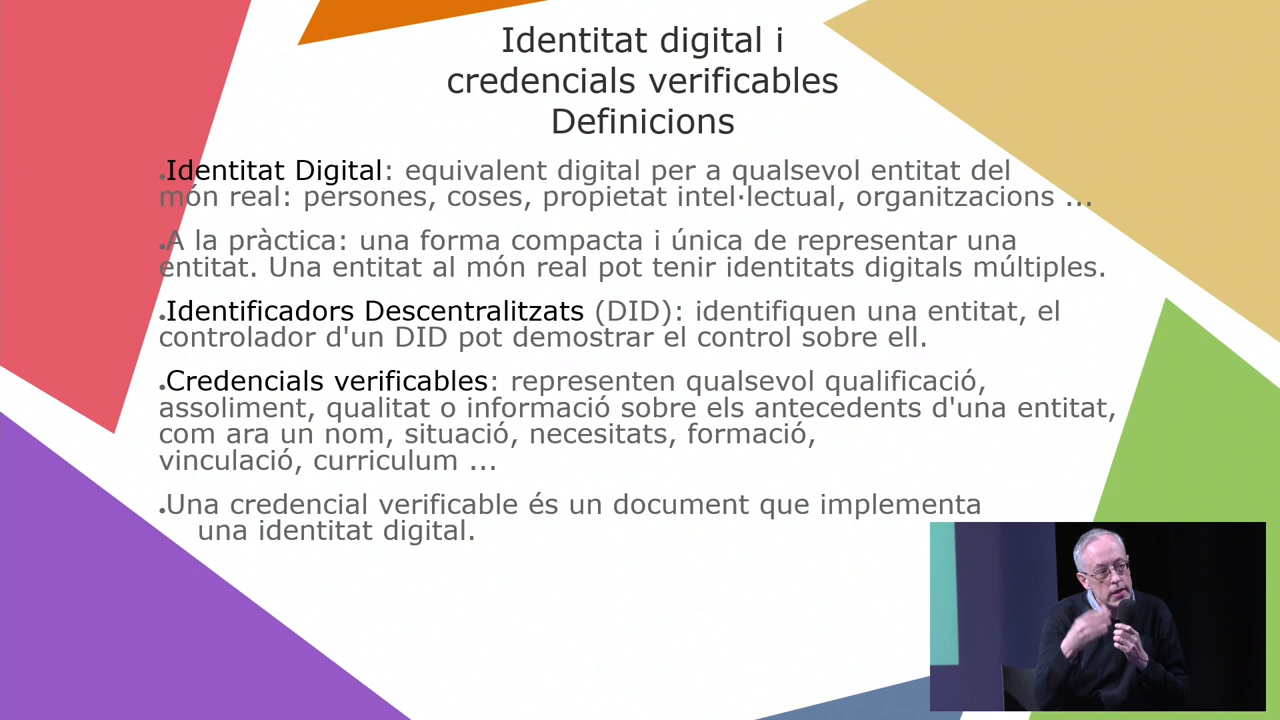 Identitat digital i
credencials verificables
Definicions
Identitat Digital: equivalent digital per a qualsevol entitat del
món real: persones, coses, propietat intel·lectual, organitzacions ...
A la pràctica: una forma compacta i única de representar una
entitat. Una entitat al món real pot tenir identitats digitals múltiples.
Identificadors Descentralitzats (DID): identifiquen una entitat, el
controlador d'un DID pot demostrar el control sobre ell.
Credencials verificables: representen qualsevol qualificació,
assoliment, qualitat o informació sobre els antecedents d'una entitat,
com ara un nom, situació, necesitats, formació,
vinculació, curriculum ...
Una credencial verificable és un document que implementa
una identitat digital.